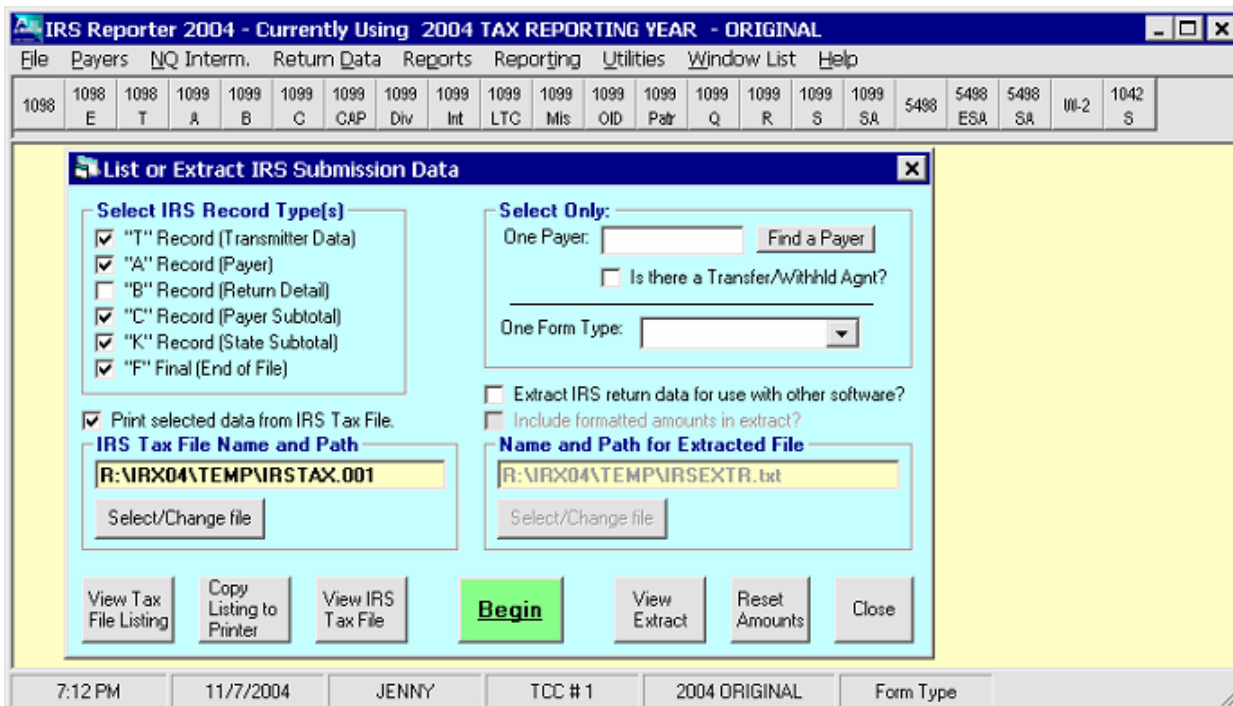 IRS Reporter 2004 - Currently Using 2004 TAX REPORTING YEAR - ORIGINAL
File Payers NQ Interm. Return Data Reports Reporting Utilities Window List Help
1098 1098 E 1098 T 1099 A 1099 B 1099 C 1099 CAP 1099 Div 1099 Int 1099 LTC 1099 Mis 1099 OID 1099 Patr 1099 Q 1099 R 1099 S 1099 SA 5498 5498 ESA 5498 SA W-2 1042 S
List or Extract IRS Submission Data
Select IRS Record Type(s)
"T" Record (Transmitter Data)
"A" Record (Payer)
"B" Record (Return Detail)
"C" Record (Payer Subtotal)
"K" Record (State Subtotal)
"F" Final (End of File)
Select Only:
One Payer: Find a Payer
Is there a Transfer/Withhld Agnt?
One Form Type:
Print selected data from IRS Tax File.
Extract IRS return data for use with other software?
Include formatted amounts in extract?
IRS Tax File Name and Path
R:\IRX04\TEMP\IRSTAX.001
Select/Change file
Name and Path for Extracted File
R:\IRX04\TEMP\IRSEXTR.txt
Select/Change file
View Tax File Listing
Copy Listing to Printer
View IRS Tax File
Begin
View Extract
Reset Amounts
Close
7:12 PM 11/7/2004 JENNY TCC # 1 2004 ORIGINAL Form Type